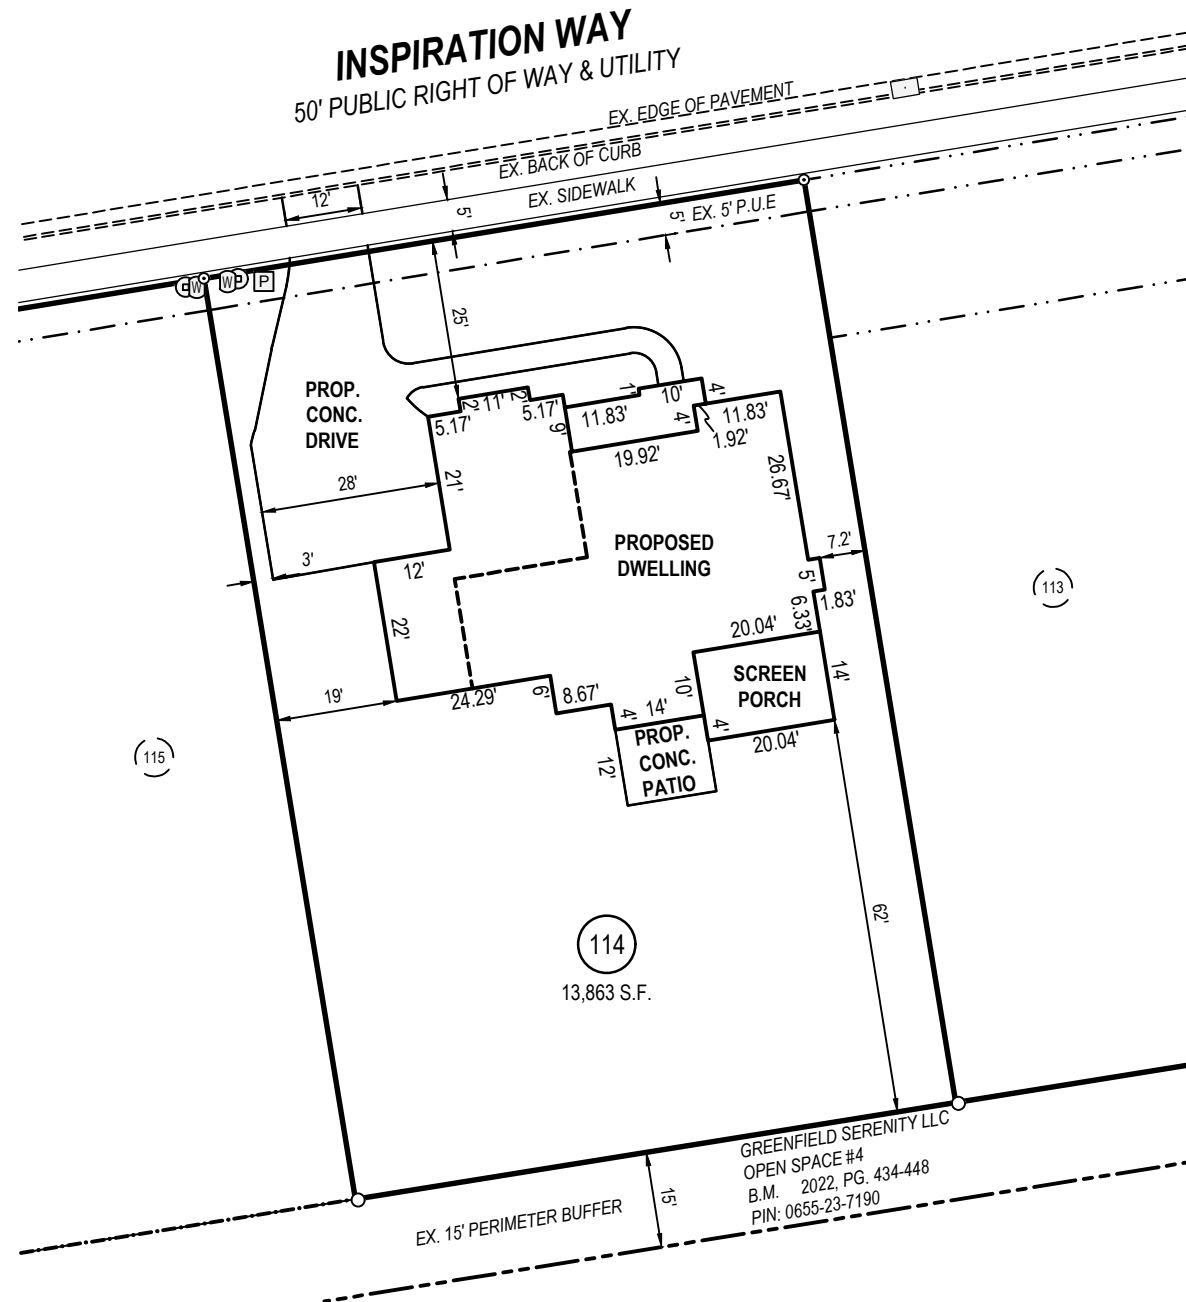 INSPIRATION WAY
50' PUBLIC RIGHT OF WAY & UTILITY
EX. EDGE OF PAVEMENT
EX. BACK OF CURB
EX. SIDEWALK
EX. 5' P.U.E
12'
5'
5'
W
W
P
25'
PROP.
CONC.
DRIVE
2'
11'
2'
5.17'
5.17'
9'
11.83'
1'
10'
4'
4'
11.83'
1.92'
19.92'
26.67'
21'
28'
3'
12'
22'
19'
PROPOSED
DWELLING
7.2'
5'
1.83'
6.33'
20.04'
SCREEN
PORCH
14'
10'
4'
20.04'
24.29'
6'
8.67'
4'
14'
PROP.
CONC.
PATIO
12'
62'
113
115
114
13,863 S.F.
GREENFIELD SERENITY LLC
OPEN SPACE #4
B.M. 2022, PG. 434-448
PIN: 0655-23-7190
EX. 15' PERIMETER BUFFER
15'